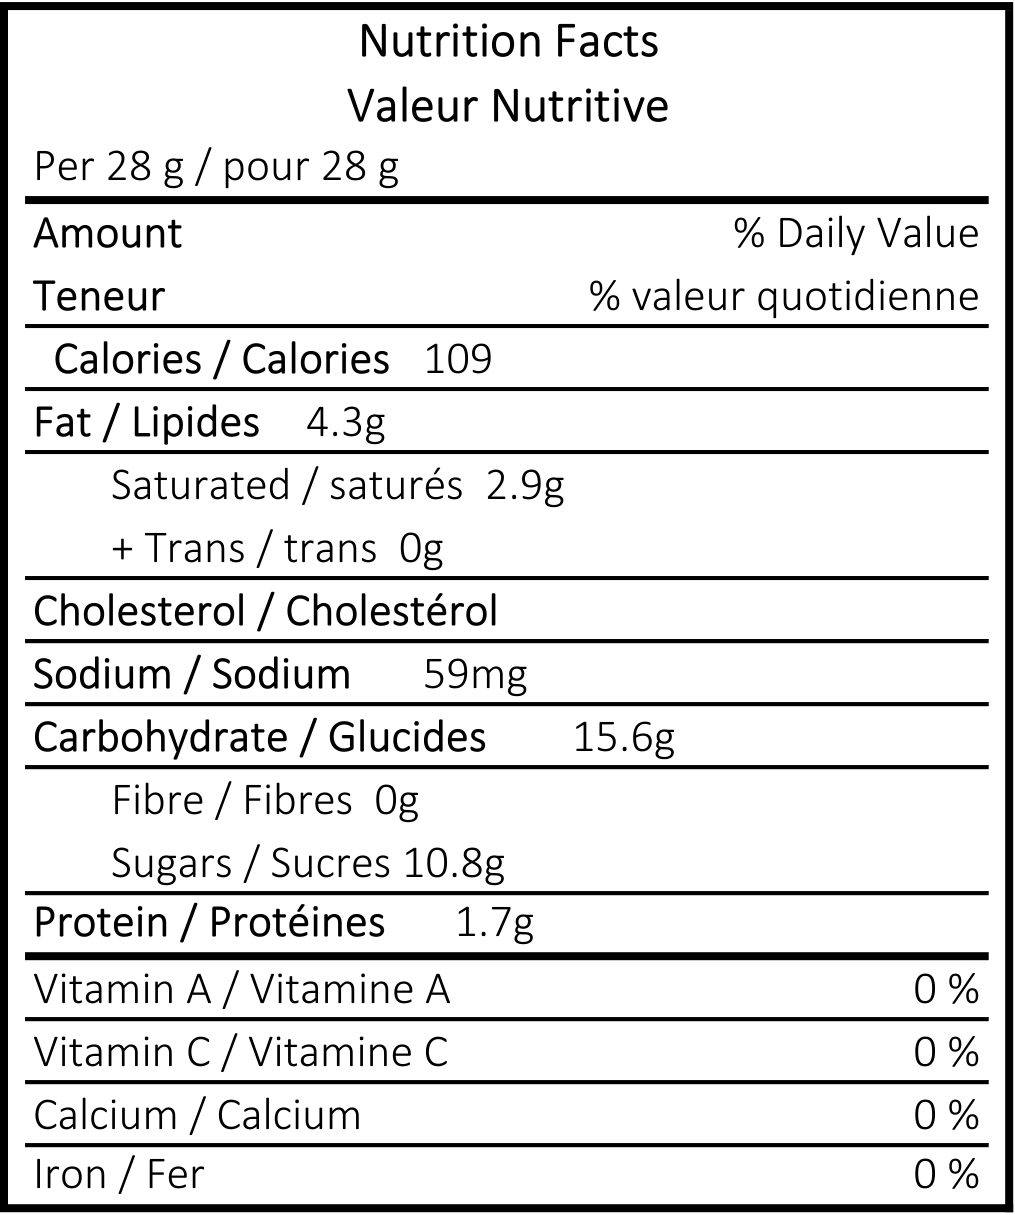 Nutrition Facts
Valeur Nutritive
Per 28 g / pour 28 g
Amount % Daily Value
Teneur % valeur quotidienne
Calories / Calories 109
Fat / Lipides 4.3g
Saturated / saturés 2.9g
+ Trans / trans 0g
Cholesterol / Cholestérol
Sodium / Sodium 59mg
Carbohydrate / Glucides 15.6g
Fibre / Fibres 0g
Sugars / Sucres 10.8g
Protein / Protéines 1.7g
Vitamin A / Vitamine A 0 %
Vitamin C / Vitamine C 0 %
Calcium / Calcium 0 %
Iron / Fer 0 %